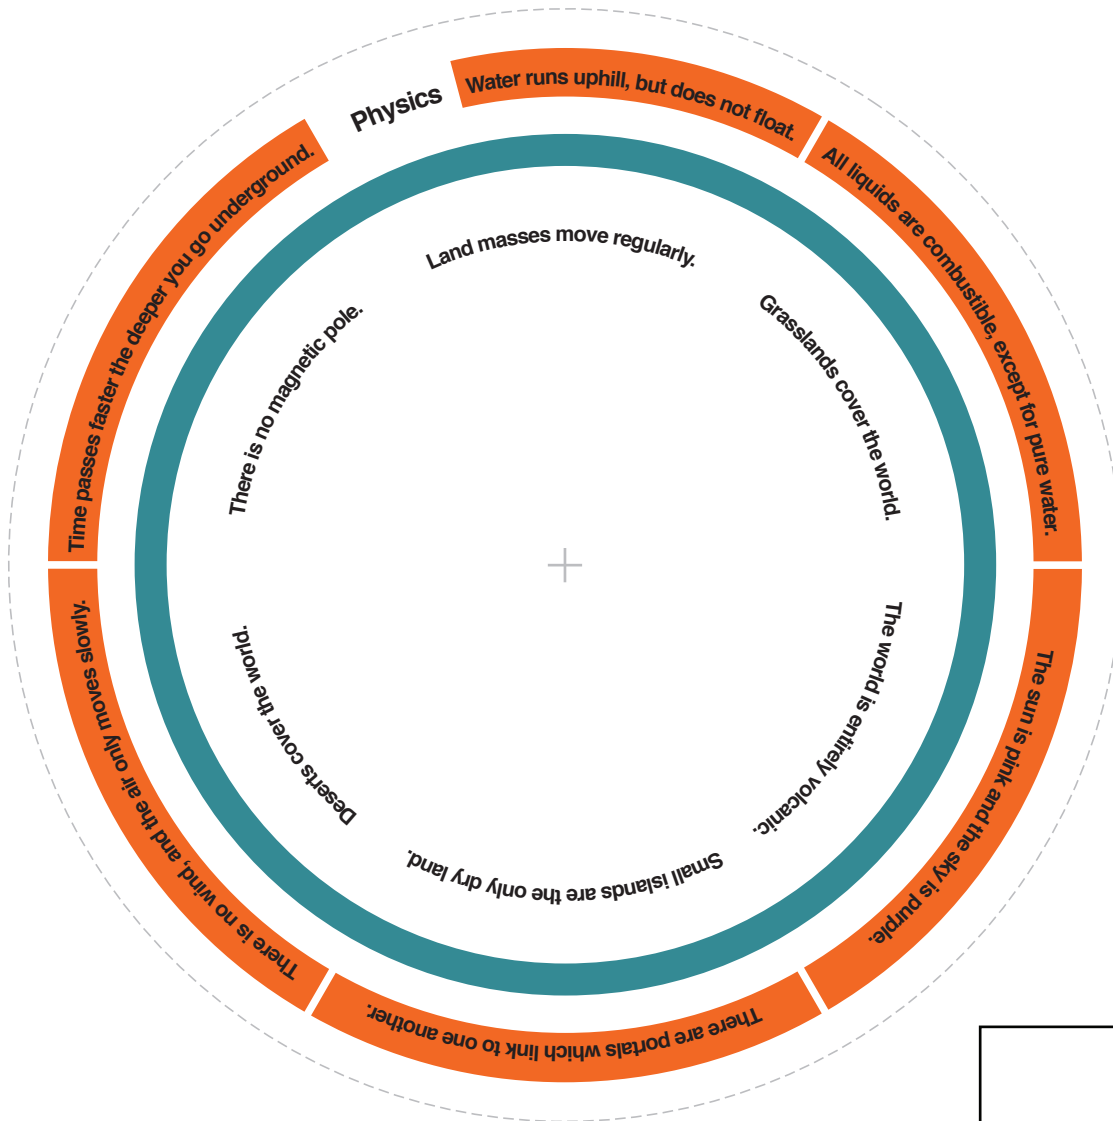 Physics
Water runs uphill, but does not float.
All liquids are combustible, except for pure water.
The sun is pink and the sky is purple.
There are portals which link to one another.
There is no wind, and the air only moves slowly.
Time passes faster the deeper you go underground.
Land masses move regularly.
Grasslands cover the world.
The world is entirely volcanic.
Small islands are the only dry land.
Deserts cover the world.
There is no magnetic pole.